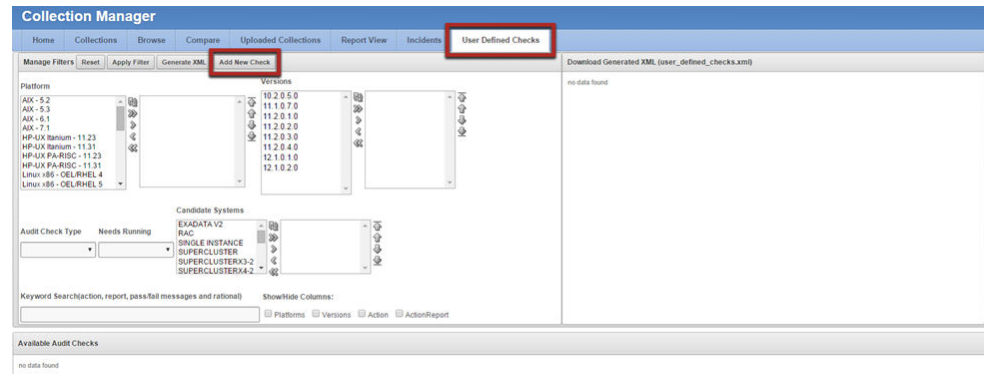 Collection Manager
Home Collections Browse Compare Uploaded Collections Report View Incidents User Defined Checks
Manage Filters Reset Apply Filter Generate XML Add New Check
Download Generated XML (user_defined_checks.xml)
no data found
Platform
AIX - 5.2
AIX - 5.3
AIX - 6.1
AIX - 7.1
HP-UX Itanium - 11.23
HP-UX Itanium - 11.31
HP-UX PA-RISC - 11.23
HP-UX PA-RISC - 11.31
Linux x86 - OEL/RHEL 4
Linux x86 - OEL/RHEL 5
Versions
10.2.0.5.0
11.1.0.7.0
11.2.0.1.0
11.2.0.2.0
11.2.0.3.0
11.2.0.4.0
12.1.0.1.0
12.1.0.2.0
Audit Check Type Needs Running
Candidate Systems
EXADATA V2
RAC
SINGLE INSTANCE
SUPERCLUSTER
SUPERCLUSTERX3-2
SUPERCLUSTERX4-2
Keyword Search(action, report, pass/fail messages and rational)
Show/Hide Columns:
Platforms Versions Action ActionReport
Available Audit Checks
no data found